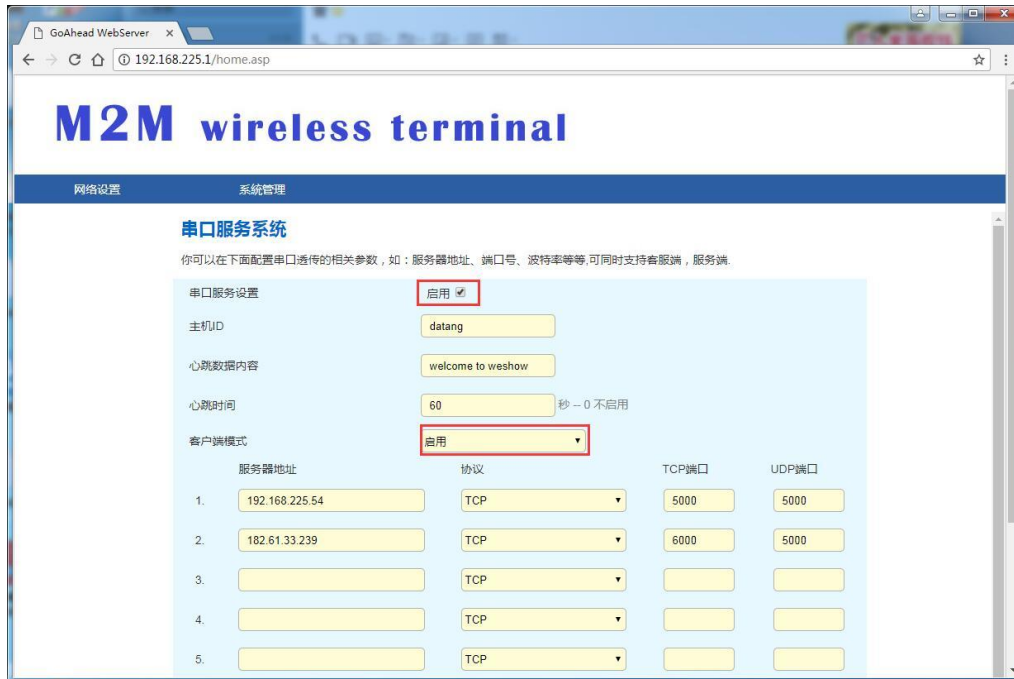 GoAhead WebServer
192.168.225.1/home.asp
M2M wireless terminal
网络设置 系统管理
串口服务系统
你可以在下面配置串口透传的相关参数，如：服务器地址、端口号、波特率等等,可同时支持客服端，服务端.
串口服务设置 启用
主机ID datang
心跳数据内容 welcome to weshow
心跳时间 60 秒 -- 0 不启用
客户端模式 启用
服务器地址 协议 TCP端口 UDP端口
1. 192.168.225.54 TCP 5000 5000
2. 182.61.33.239 TCP 6000 5000
3. TCP
4. TCP
5. TCP